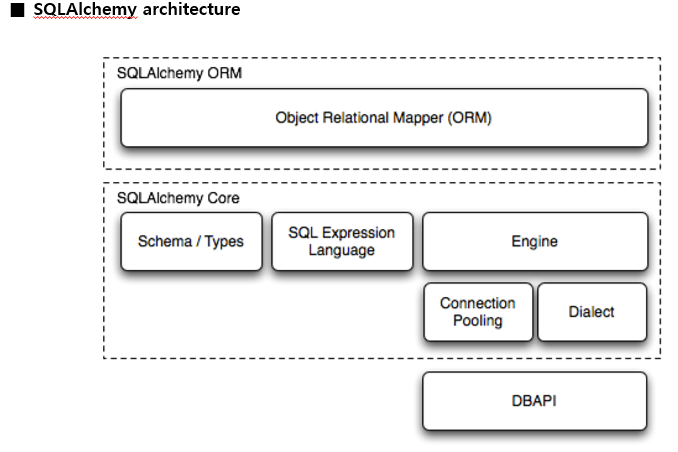 ■ SQLAlchemy architecture
SQLAlchemy ORM
Object Relational Mapper (ORM)
SQLAlchemy Core
Schema / Types
SQL Expression
Language
Engine
Connection
Pooling
Dialect
DBAPI